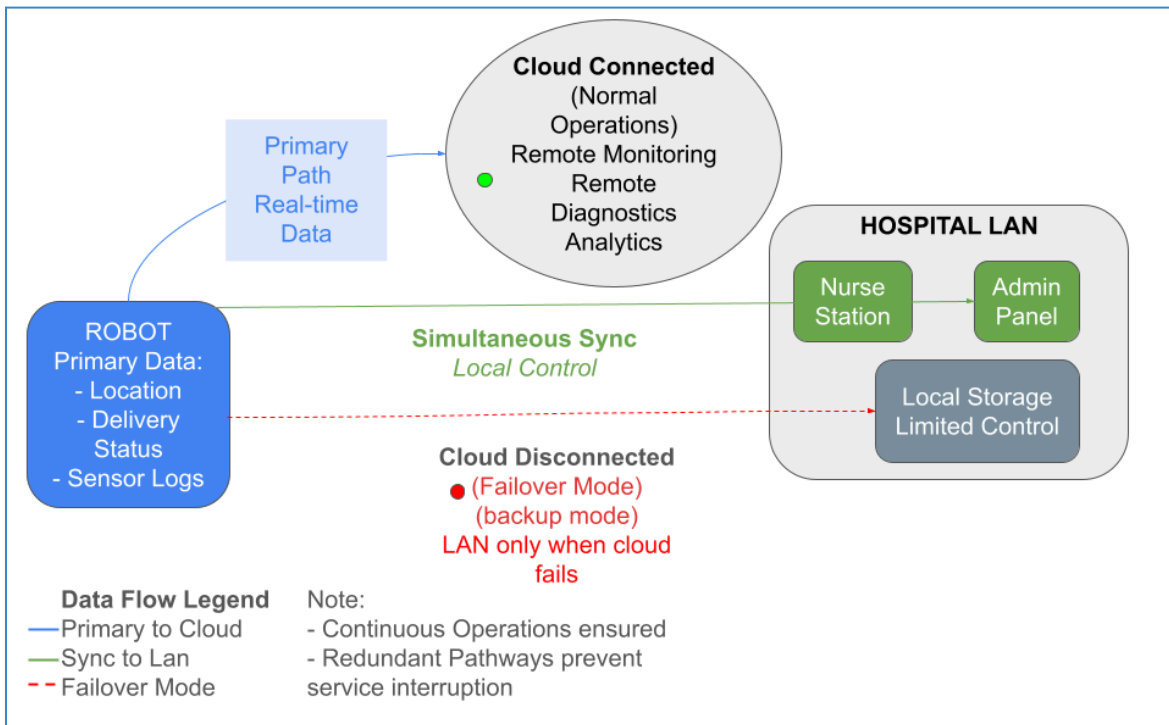 Cloud Connected
(Normal
Operations)
Remote Monitoring
Remote
Diagnostics
Analytics
Primary
Path
Real-time
Data
HOSPITAL LAN
Nurse
Station
Admin
Panel
Local Storage
Limited Control
ROBOT
Primary Data:
- Location
- Delivery
Status
- Sensor Logs
Simultaneous Sync
Local Control
Cloud Disconnected
(Failover Mode)
(backup mode)
LAN only when cloud
fails
Data Flow Legend
Primary to Cloud
Sync to Lan
Failover Mode
Note:
- Continuous Operations ensured
- Redundant Pathways prevent
service interruption